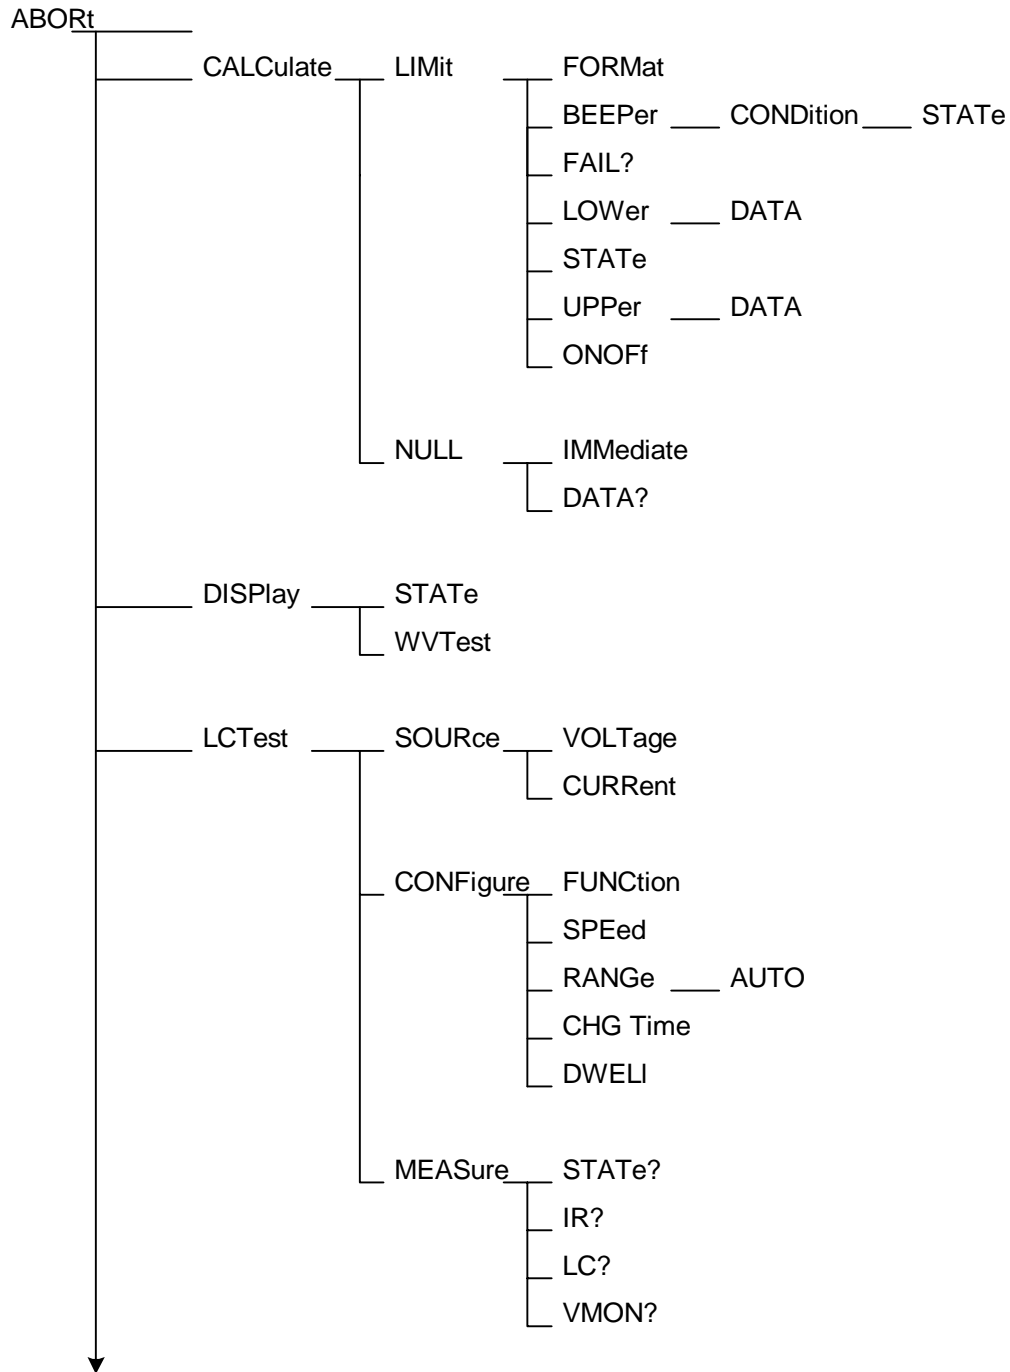 ABORt
CALCulate LIMit FORMat
BEEPer CONDition STATe
FAIL?
LOWer DATA
STATe
UPPer DATA
ONOFf
NULL IMMediate
DATA?
DISPlay STATe
WVTest
LCTest SOURce VOLTage
CURRent
CONFigure FUNCtion
SPEed
RANGe AUTO
CHG Time
DWELl
MEASure STATe?
IR?
LC?
VMON?